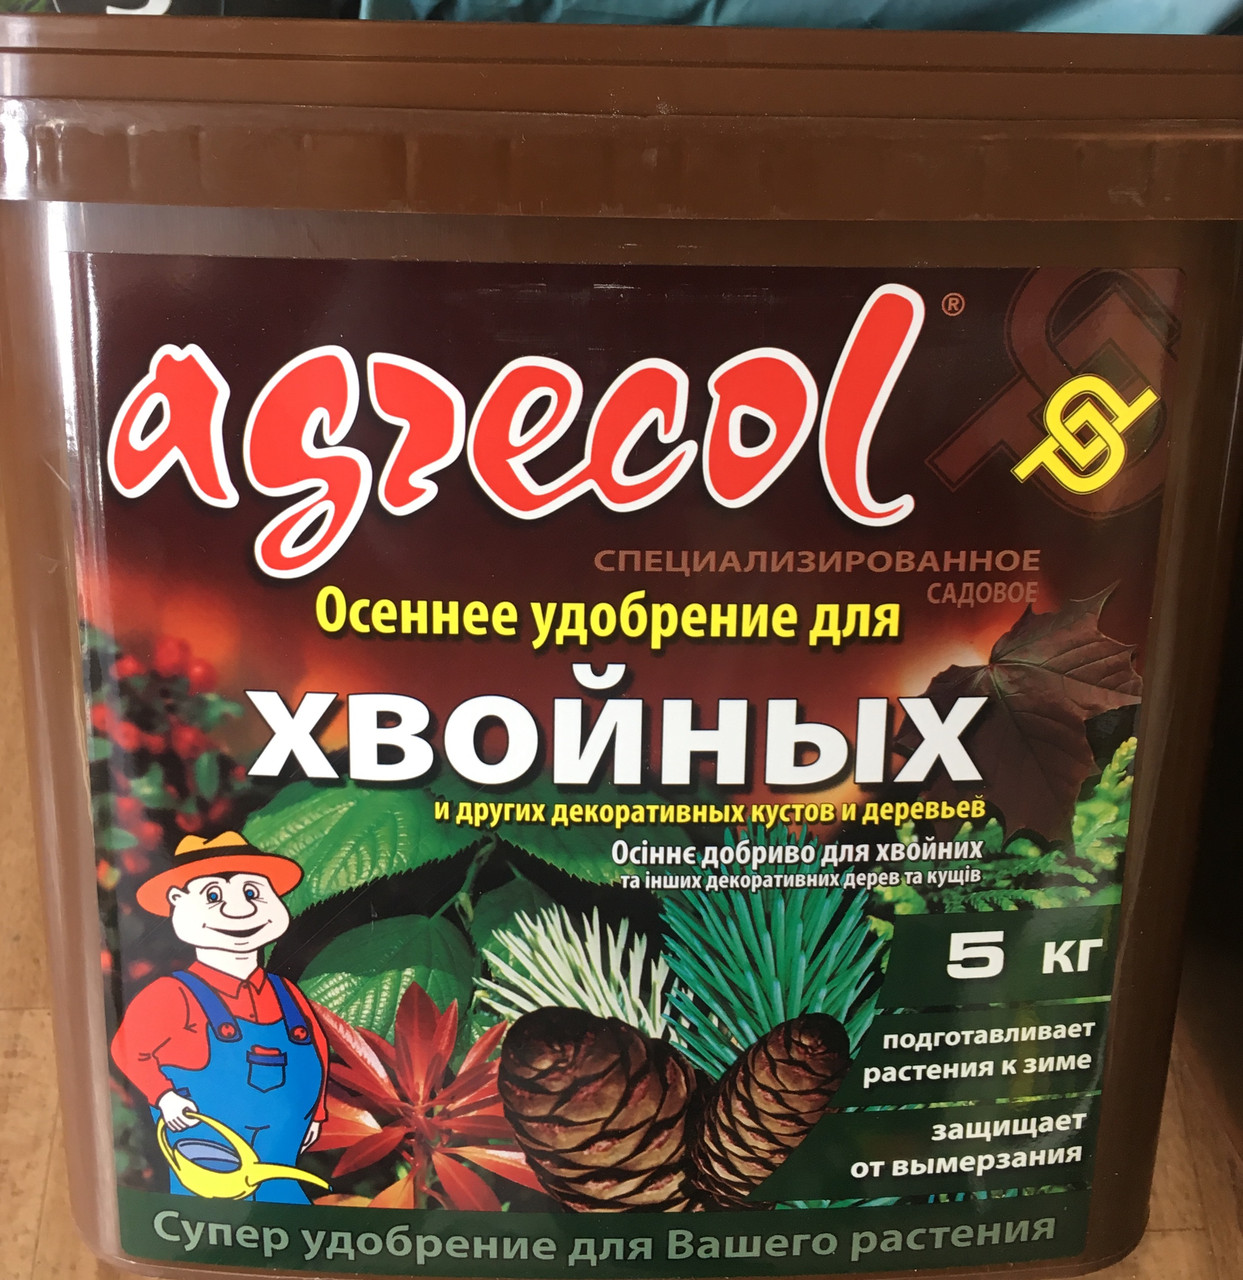 agrecol ®
СПЕЦИАЛИЗИРОВАННОЕ
САДОВОЕ
Осеннее удобрение для
ХВОЙНЫХ
и других декоративных кустов и деревьев
Осіннє добриво для хвойних
та інших декоративних дерев та кущів
5 кг
подготавливает
растения к зиме
защищает
от вымерзания
Супер удобрение для Вашего растения